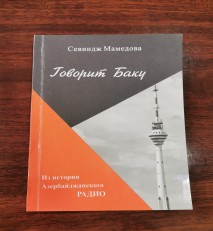 Севиндж Мамедова
Говорит Баку
Из истории
Азербайджанского
РАДИО